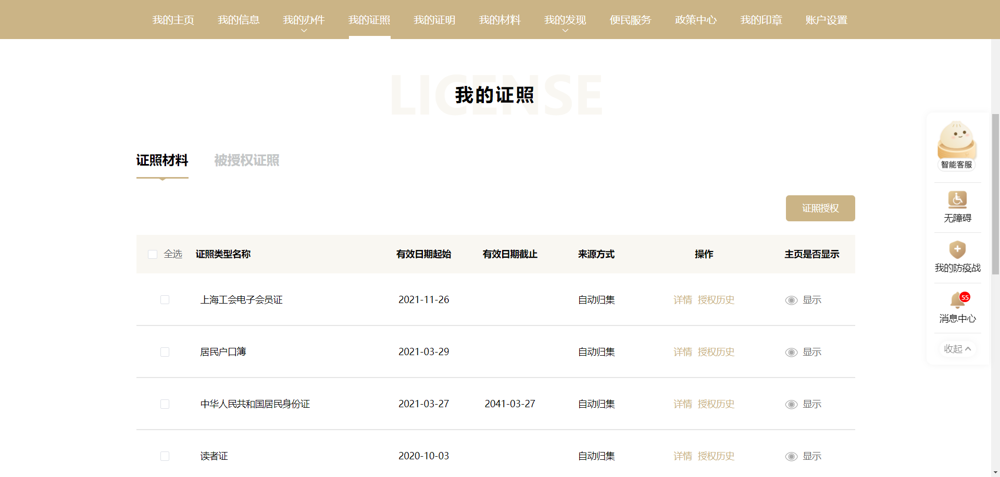 我的主页 我的信息 我的办件 我的证照 我的证明 我的材料 我的发现 便民服务 政策中心 我的印章 账户设置
LICENSE
我的证照
证照材料 被授权证照
证照授权
全选 证照类型名称 有效日期起始 有效日期截止 来源方式 操作 主页是否显示
上海工会电子会员证 2021-11-26 自动归集 详情 授权历史 显示
居民户口簿 2021-03-29 自动归集 详情 授权历史 显示
中华人民共和国居民身份证 2021-03-27 2041-03-27 自动归集 详情 授权历史 显示
读者证 2020-10-03 自动归集 详情 授权历史 显示
智能客服
无障碍
我的防疫战
55
消息中心
收起